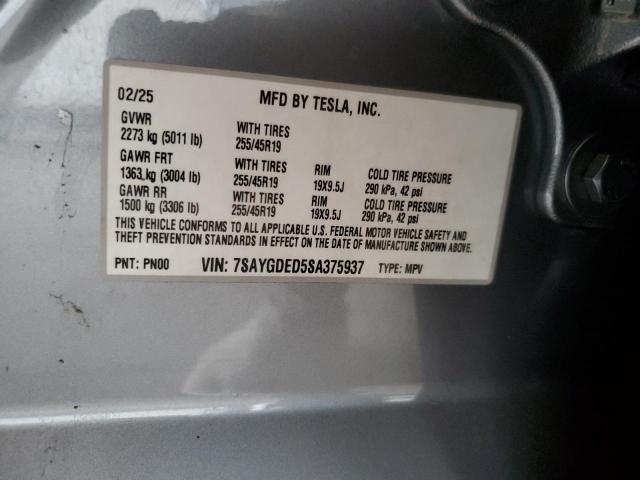 02/25 MFD BY TESLA, INC.
GVWR
2273 kg (5011 lb) WITH TIRES 255/45R19
GAWR FRT
1363 kg (3004 lb) WITH TIRES 255/45R19 RIM 19X9.5J COLD TIRE PRESSURE 290 kPa, 42 psi
GAWR RR
1500 kg (3306 lb) WITH TIRES 255/45R19 RIM 19X9.5J COLD TIRE PRESSURE 290 kPa, 42 psi
THIS VEHICLE CONFORMS TO ALL APPLICABLE U.S. FEDERAL MOTOR VEHICLE SAFETY AND
THEFT PREVENTION STANDARDS IN EFFECT ON THE DATE OF MANUFACTURE SHOWN ABOVE.
PNT: PN00 VIN: 7SAYGDED5SA375937 TYPE: MPV